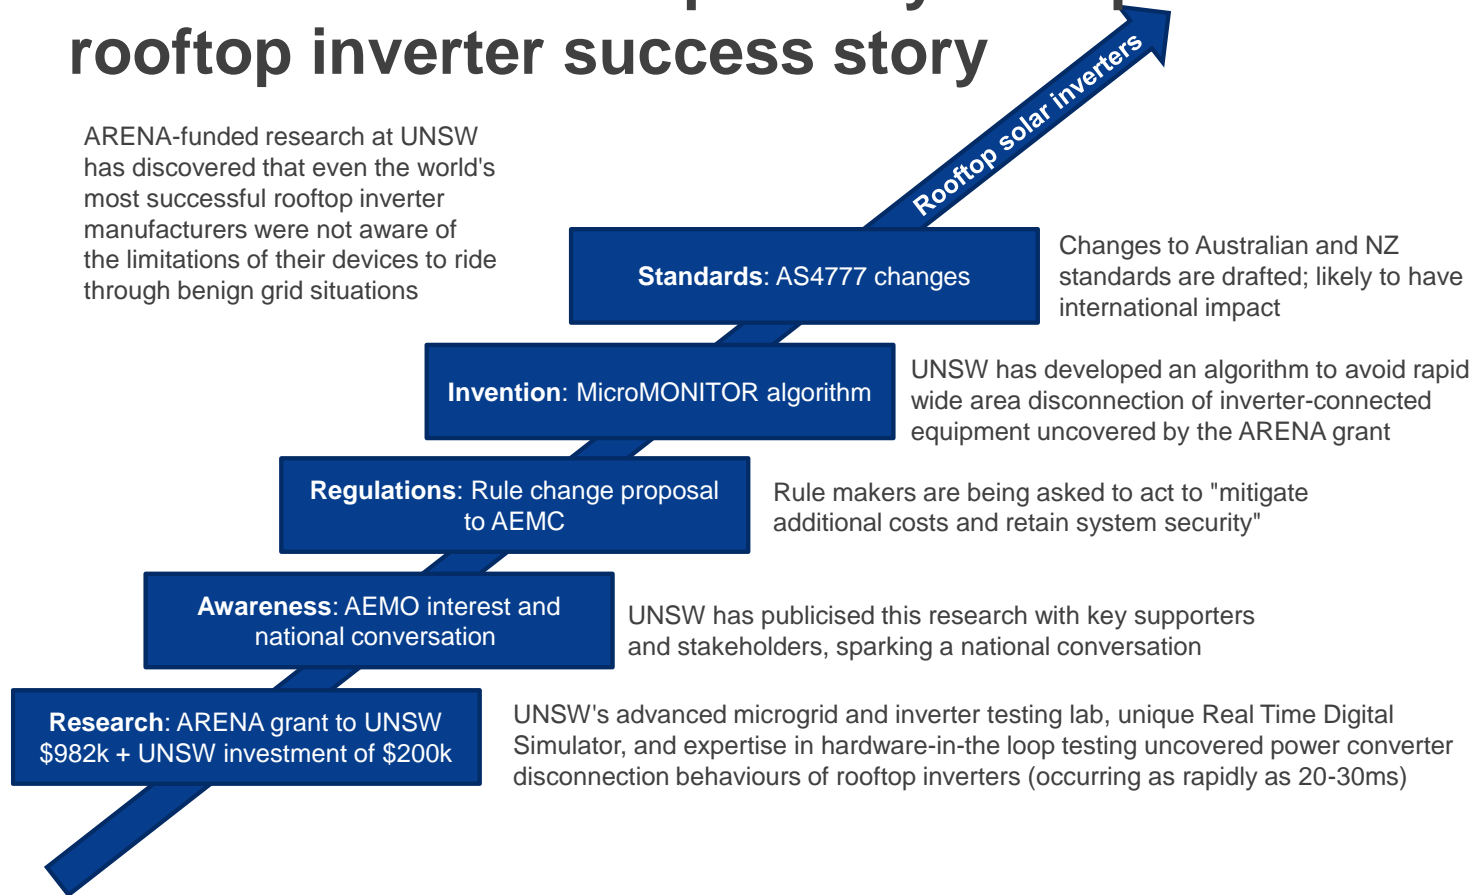 rooftop inverter success story
ARENA-funded research at UNSW
has discovered that even the world's
most successful rooftop inverter
manufacturers were not aware of
the limitations of their devices to ride
through benign grid situations
Rooftop solar inverters
Standards: AS4777 changes
Changes to Australian and NZ
standards are drafted; likely to have
international impact
Invention: MicroMONITOR algorithm
UNSW has developed an algorithm to avoid rapid
wide area disconnection of inverter-connected
equipment uncovered by the ARENA grant
Regulations: Rule change proposal
to AEMC
Rule makers are being asked to act to "mitigate
additional costs and retain system security"
Awareness: AEMO interest and
national conversation
UNSW has publicised this research with key supporters
and stakeholders, sparking a national conversation
Research: ARENA grant to UNSW
$982k + UNSW investment of $200k
UNSW's advanced microgrid and inverter testing lab, unique Real Time Digital
Simulator, and expertise in hardware-in-the loop testing uncovered power converter
disconnection behaviours of rooftop inverters (occurring as rapidly as 20-30ms)